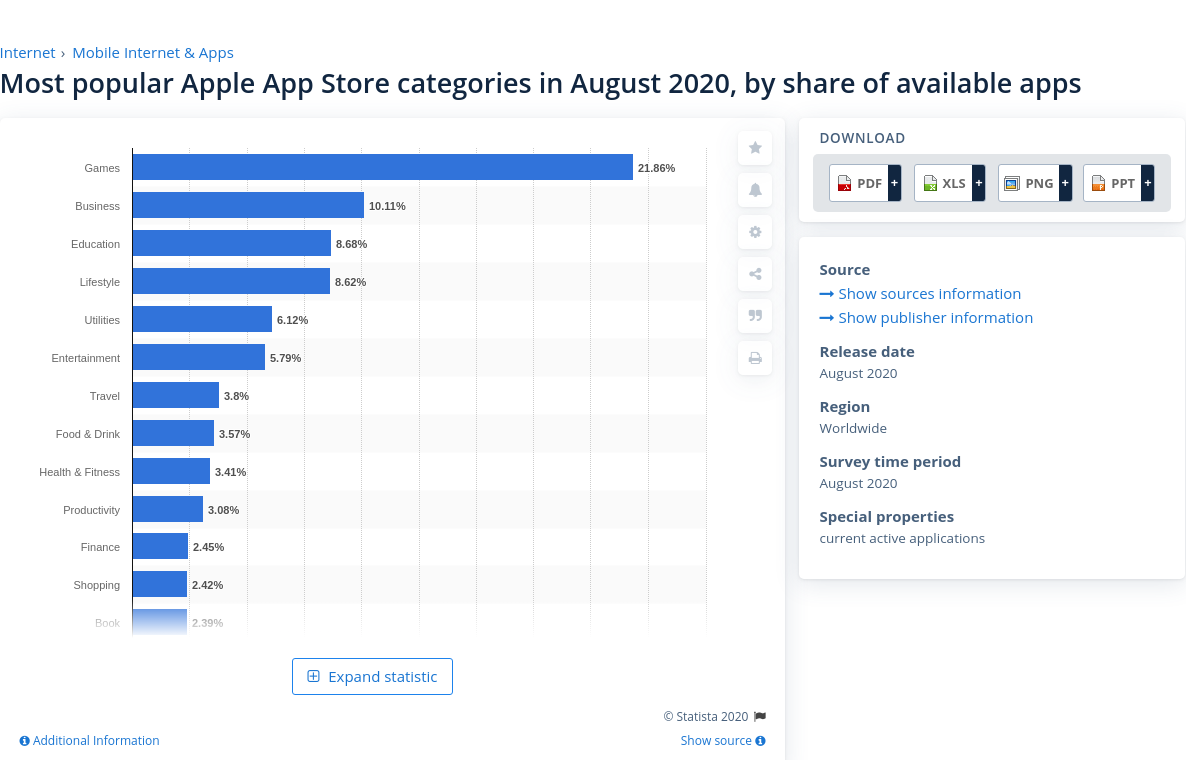 Internet › Mobile Internet & Apps
Most popular Apple App Store categories in August 2020, by share of available apps
Games 21.86%
Business 10.11%
Education 8.68%
Lifestyle 8.62%
Utilities 6.12%
Entertainment 5.79%
Travel 3.8%
Food & Drink 3.57%
Health & Fitness 3.41%
Productivity 3.08%
Finance 2.45%
Shopping 2.42%
Book 2.39%
Expand statistic
© Statista 2020
Additional Information
Show source
DOWNLOAD
PDF + XLS + PNG + PPT +
Source
Show sources information
Show publisher information
Release date
August 2020
Region
Worldwide
Survey time period
August 2020
Special properties
current active applications